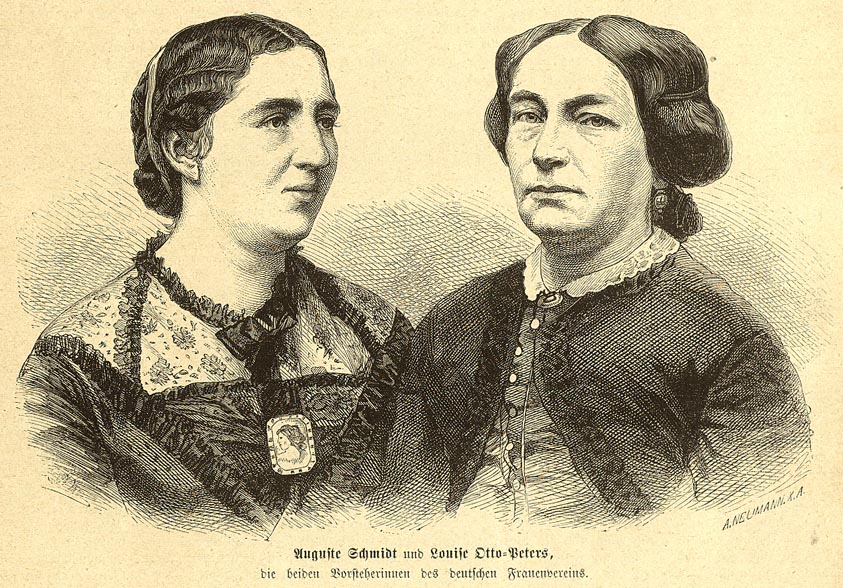 A. NEUMANN. X. A.
Auguste Schmidt und Louise Otto-Peters,
die beiden Vorsteherinnen des deutschen Frauenvereins.